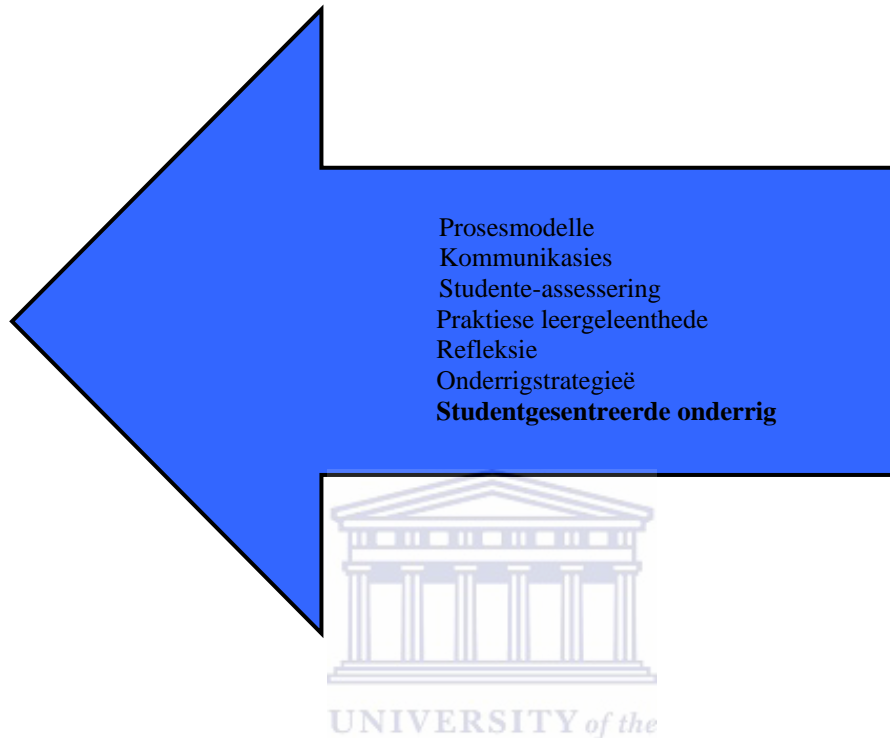 Prosesmodelle
Kommunikasies
Studente-assessering
Praktiese leergeleenthede
Refleksie
Onderrigstrategieë
Studentgesentreerde onderrig
UNIVERSITY of the